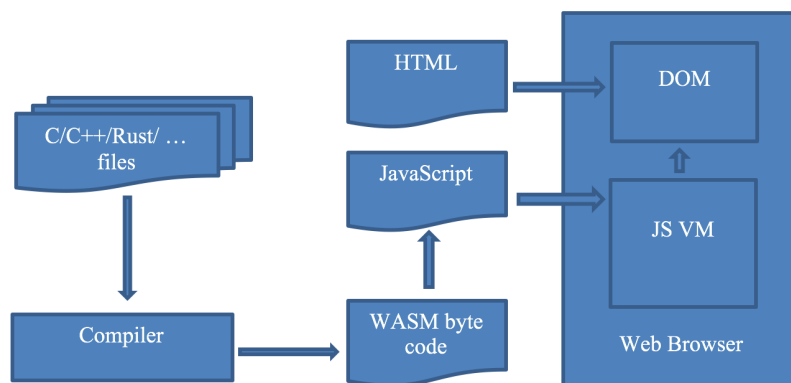 HTML
DOM
C/C++/Rust/ …
files
JavaScript
JS VM
Compiler
WASM byte
code
Web Browser